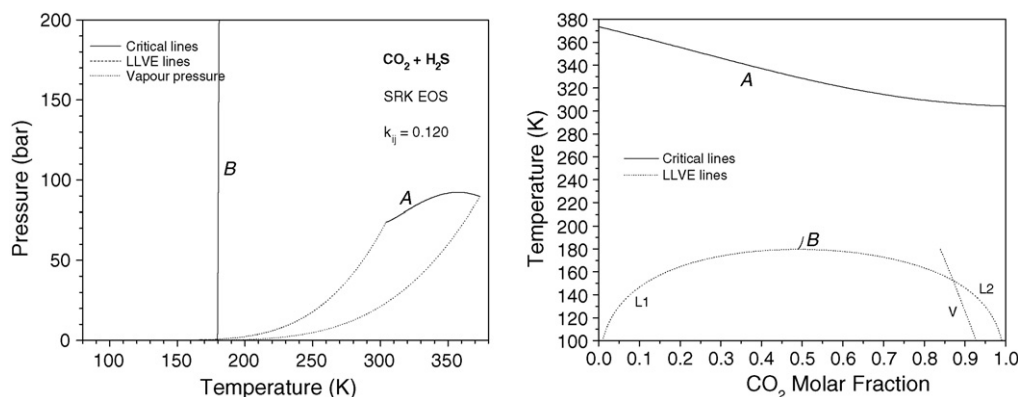 200
150
100
50
0
Pressure (bar)
Critical lines
LLVE lines
Vapour pressure
CO2 + H2S
SRK EOS
kij = 0.120
B
A
100 150 200 250 300 350
Temperature (K)
380
360
340
320
300
280
260
240
220
200
180
160
140
120
100
Temperature (K)
A
Critical lines
LLVE lines
B
L1
V
L2
0.0 0.1 0.2 0.3 0.4 0.5 0.6 0.7 0.8 0.9 1.0
CO2 Molar Fraction